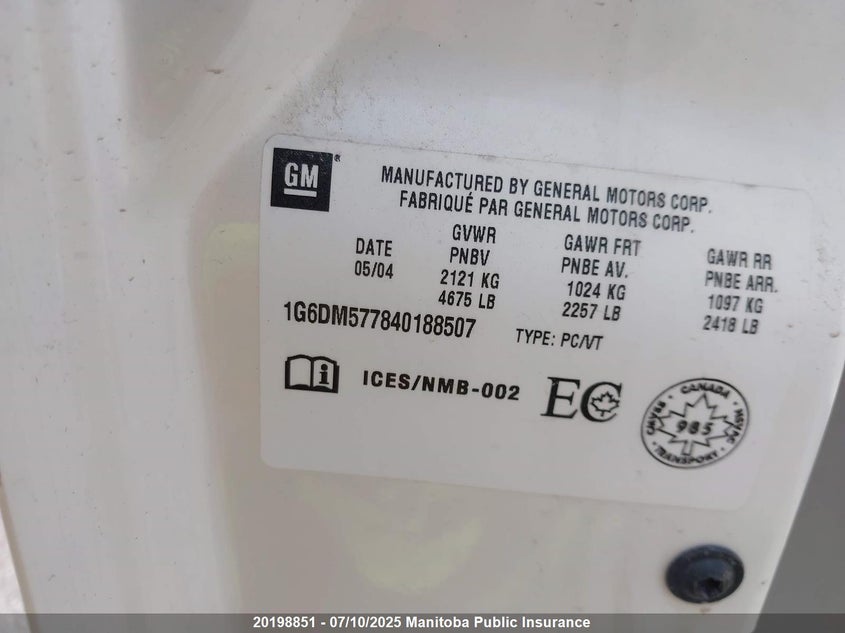 GM®
MANUFACTURED BY GENERAL MOTORS CORP.
FABRIQUÉ PAR GENERAL MOTORS CORP.
DATE
05/04
GVWR
PNBV
2121 KG
4675 LB
GAWR FRT
PNBE AV.
1024 KG
2257 LB
GAWR RR
PNBE ARR.
1097 KG
2418 LB
1G6DM577840188507
TYPE: PC/VT
ICES/NMB-002
EC
CANADA
CMVSS
NSVAC
985
TRANSPORT
20198851 - 07/10/2025 Manitoba Public Insurance